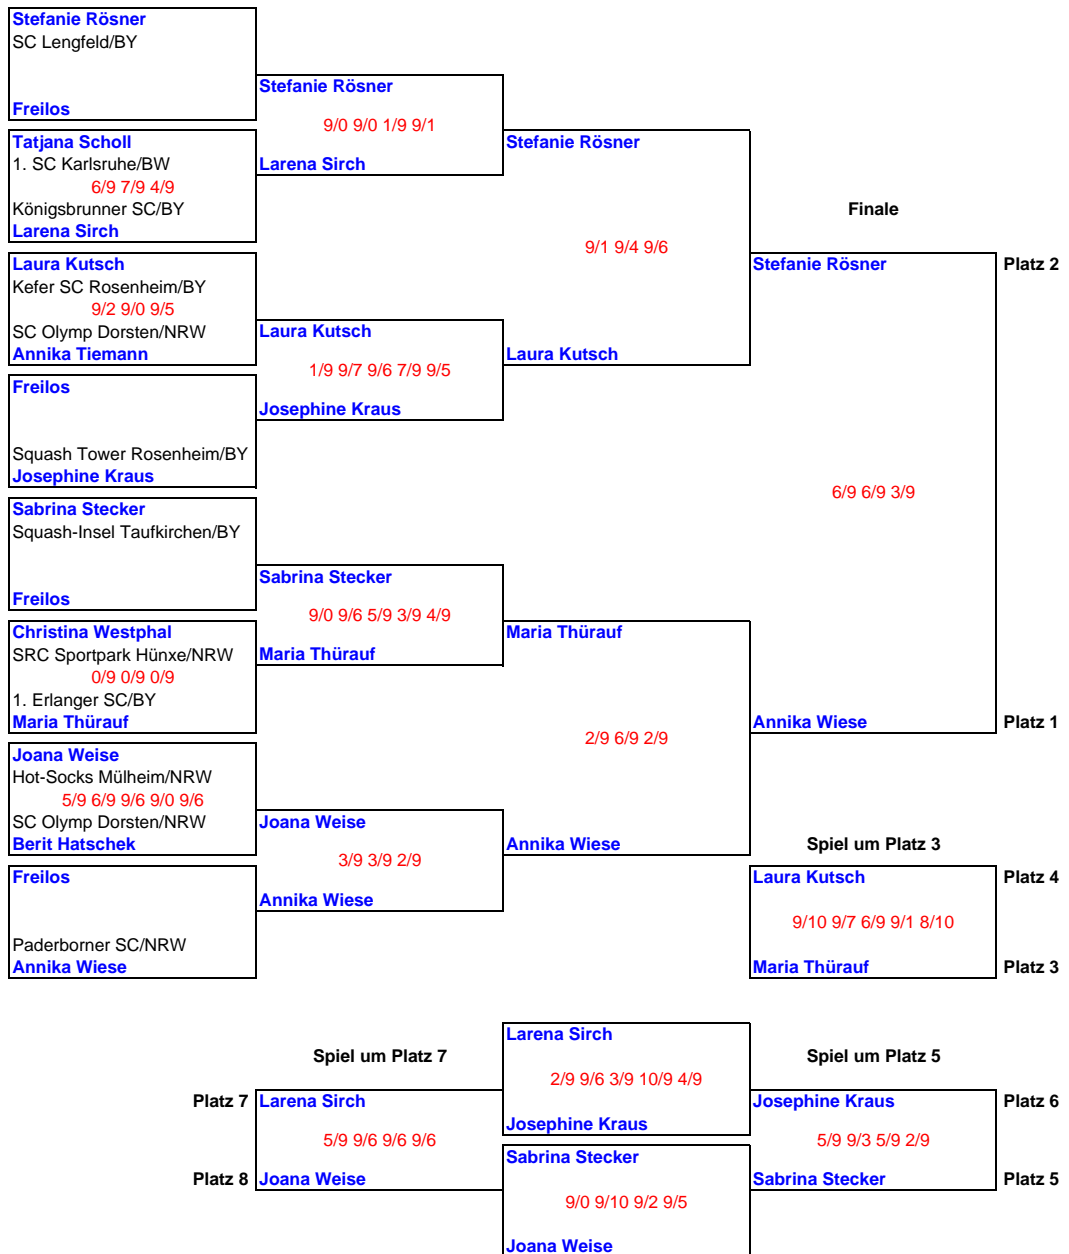 Stefanie Rösner
SC Lengfeld/BY
Freilos
Tatjana Scholl
1. SC Karlsruhe/BW
6/9 7/9 4/9
Königsbrunner SC/BY
Larena Sirch
Laura Kutsch
Kefer SC Rosenheim/BY
9/2 9/0 9/5
SC Olymp Dorsten/NRW
Annika Tiemann
Freilos
Squash Tower Rosenheim/BY
Josephine Kraus
Sabrina Stecker
Squash-Insel Taufkirchen/BY
Freilos
Christina Westphal
SRC Sportpark Hünxe/NRW
0/9 0/9 0/9
1. Erlanger SC/BY
Maria Thürauf
Joana Weise
Hot-Socks Mülheim/NRW
5/9 6/9 9/6 9/0 9/6
SC Olymp Dorsten/NRW
Berit Hatschek
Freilos
Paderborner SC/NRW
Annika Wiese
Stefanie Rösner
9/0 9/0 1/9 9/1
Larena Sirch
Laura Kutsch
1/9 9/7 9/6 7/9 9/5
Josephine Kraus
Sabrina Stecker
9/0 9/6 5/9 3/9 4/9
Maria Thürauf
Joana Weise
3/9 3/9 2/9
Annika Wiese
Stefanie Rösner
9/1 9/4 9/6
Laura Kutsch
Maria Thürauf
2/9 6/9 2/9
Annika Wiese
Finale
Stefanie Rösner Platz 2
6/9 6/9 3/9
Annika Wiese Platz 1
Spiel um Platz 3
Laura Kutsch Platz 4
9/10 9/7 6/9 9/1 8/10
Maria Thürauf Platz 3
Spiel um Platz 7
Platz 7 Larena Sirch
5/9 9/6 9/6 9/6
Platz 8 Joana Weise
Larena Sirch
2/9 9/6 3/9 10/9 4/9
Josephine Kraus
Sabrina Stecker
9/0 9/10 9/2 9/5
Joana Weise
Spiel um Platz 5
Josephine Kraus Platz 6
5/9 9/3 5/9 2/9
Sabrina Stecker Platz 5